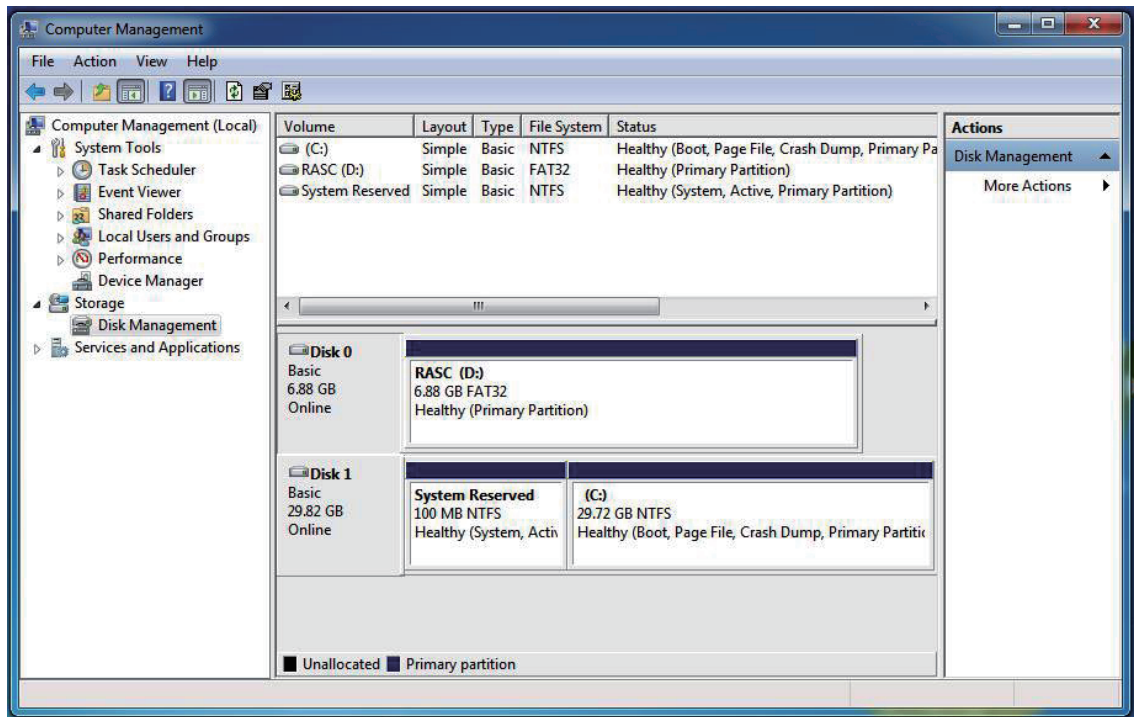 Computer Management
File Action View Help
Computer Management (Local)
System Tools
Task Scheduler
Event Viewer
Shared Folders
Local Users and Groups
Performance
Device Manager
Storage
Disk Management
Services and Applications
Volume Layout Type File System Status
(C:) Simple Basic NTFS Healthy (Boot, Page File, Crash Dump, Primary Pa
RASC (D:) Simple Basic FAT32 Healthy (Primary Partition)
System Reserved Simple Basic NTFS Healthy (System, Active, Primary Partition)
Disk 0
Basic
6.88 GB
Online
RASC (D:)
6.88 GB FAT32
Healthy (Primary Partition)
Disk 1
Basic
29.82 GB
Online
System Reserved
100 MB NTFS
Healthy (System, Activ
(C:)
29.72 GB NTFS
Healthy (Boot, Page File, Crash Dump, Primary Partitic
Unallocated Primary partition
Actions
Disk Management
More Actions